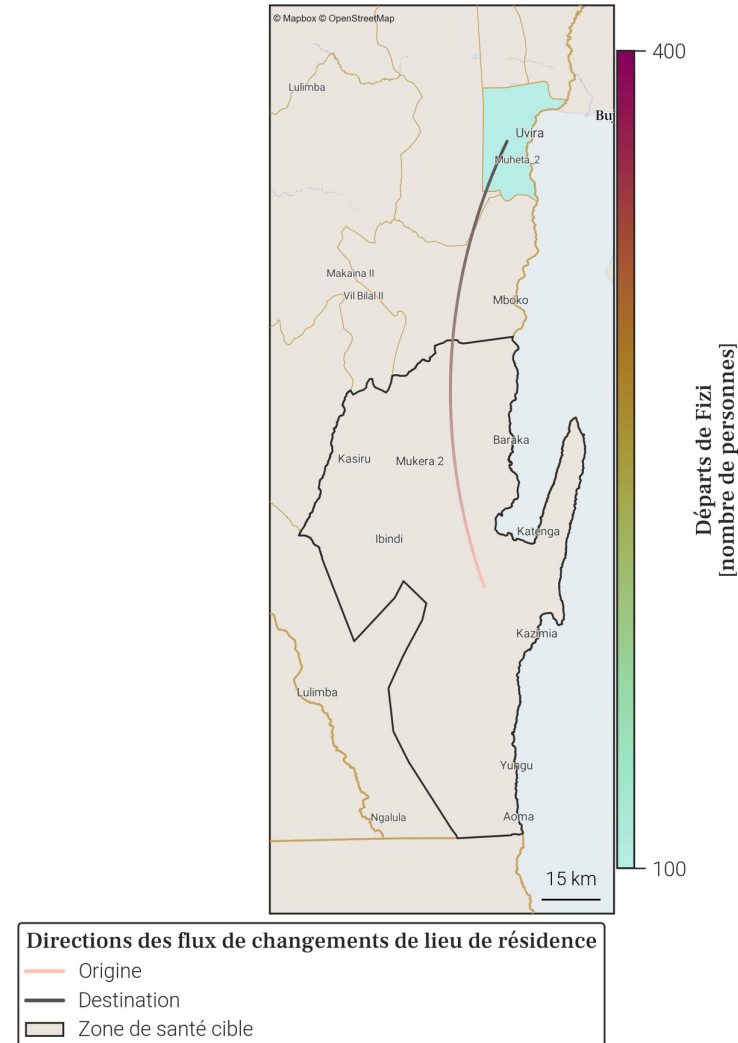 © Mapbox © OpenStreetMap
400
Lulimba
Bu
Uvira
Muheta_2
Makaina II
Vil Bilal II
Mboko
Baraka
Kasiru
Mukera 2
Départs de Fizi
[nombre de personnes]
Katenga
Ibindi
Kazimia
Lulimba
Yungu
Ngalula
Aoma
100
15 km
Directions des flux de changements de lieu de résidence
Origine
Destination
Zone de santé cible